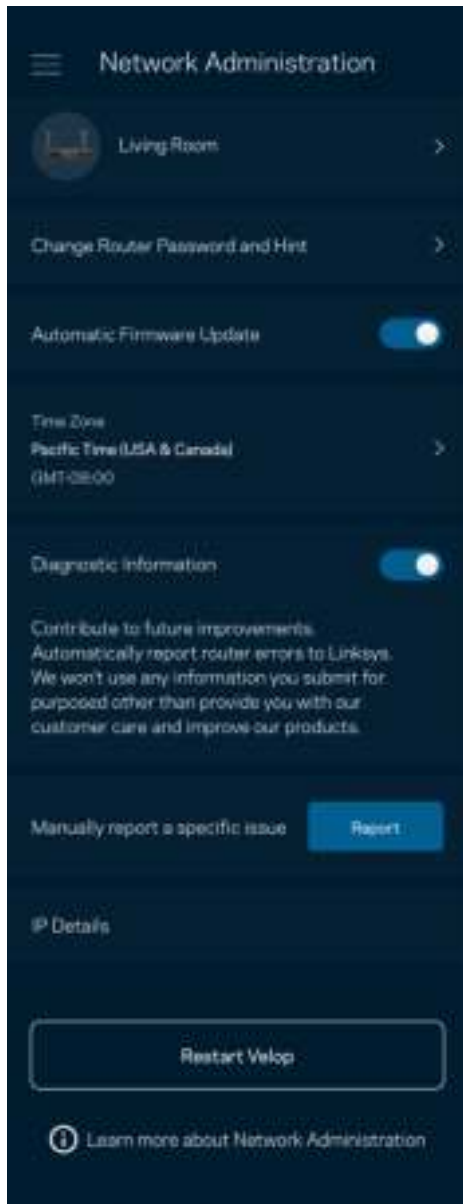 Network Administration
Living Room
Change Router Password and Hint
Automatic Firmware Update
Time Zone
Pacific Time (USA & Canada)
GMT-08:00
Diagnostic Information
Contribute to future improvements.
Automatically report router errors to Linksys.
We won't use any information you submit for
purposed other than provide you with our
customer care and improve our products.
Manually report a specific issue
Report
IP Details
Restart Velop
Learn more about Network Administration